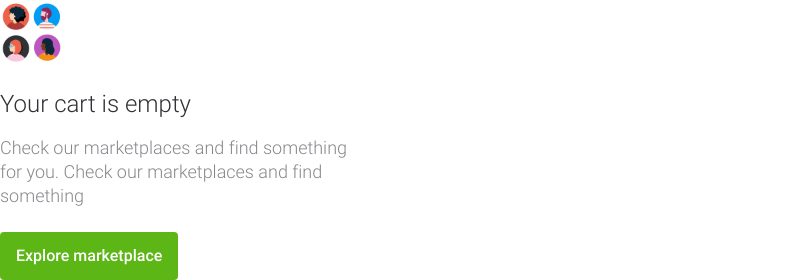 Your cart is empty
Check our marketplaces and find something
for you. Check our marketplaces and find
something
Explore marketplace